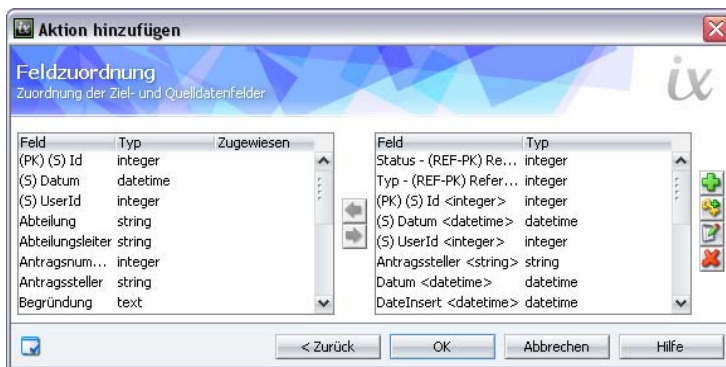 ix Aktion hinzufügen
Feldzuordnung
Zuordnung der Ziel- und Quelldatenfelder
ix
Feld Typ Zugewiesen
(PK) (S) Id integer
(S) Datum datetime
(S) UserId integer
Abteilung string
Abteilungsleiter string
Antragsnum... integer
Antragssteller string
Begründung text
Feld Typ
Status - (REF-PK) Re... integer
Typ - (REF-PK) Refer... integer
(PK) (S) Id <integer> integer
(S) Datum <datetime> datetime
(S) UserId <integer> integer
Antragssteller <string> string
Datum <datetime> datetime
DateInsert <datetime> datetime
< Zurück OK Abbrechen Hilfe